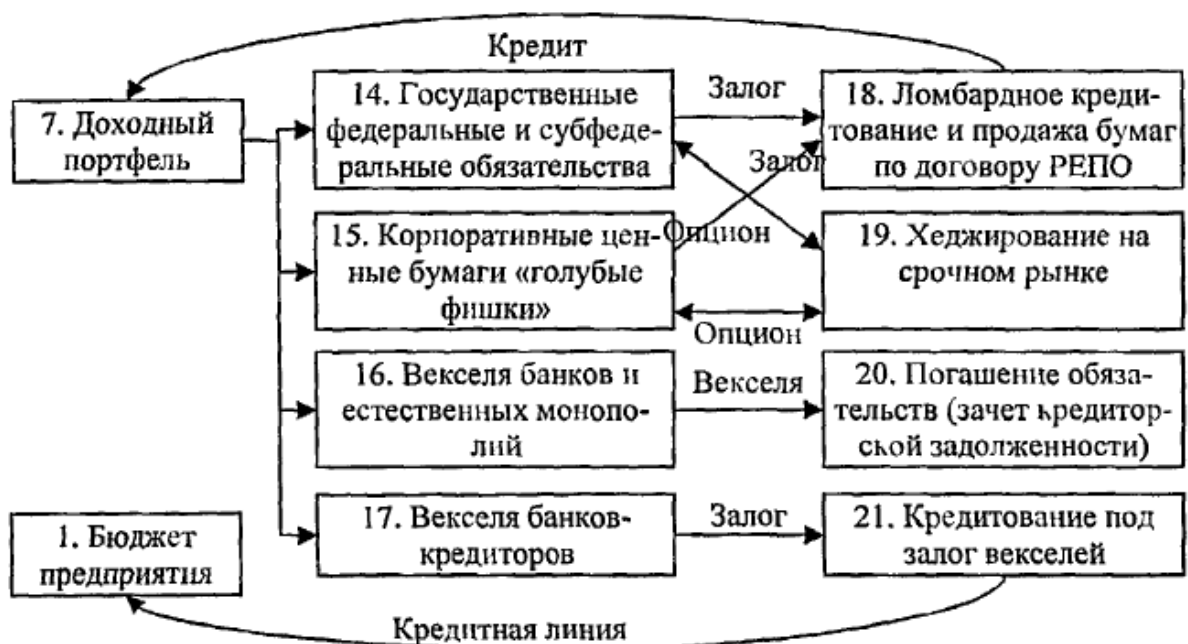 Кредит
7. Доходный
портфель
14. Государственные
федеральные и субфеде-
ральные обязательства
Залог
18. Ломбардное креди-
тование и продажа бумаг
по договору РЕПО
Залог
15. Корпоративные цен-
ные бумаги «голубые
фишки»
Опцион
19. Хеджирование на
срочном рынке
Опцион
16. Векселя банков и
естественных монопо-
лий
Векселя
20. Погашение обяза-
тельств (зачет кредитор-
ской задолженности)
1. Бюджет
предприятия
17. Векселя банков-
кредиторов
Залог
21. Кредитование под
залог векселей
Кредитная линия